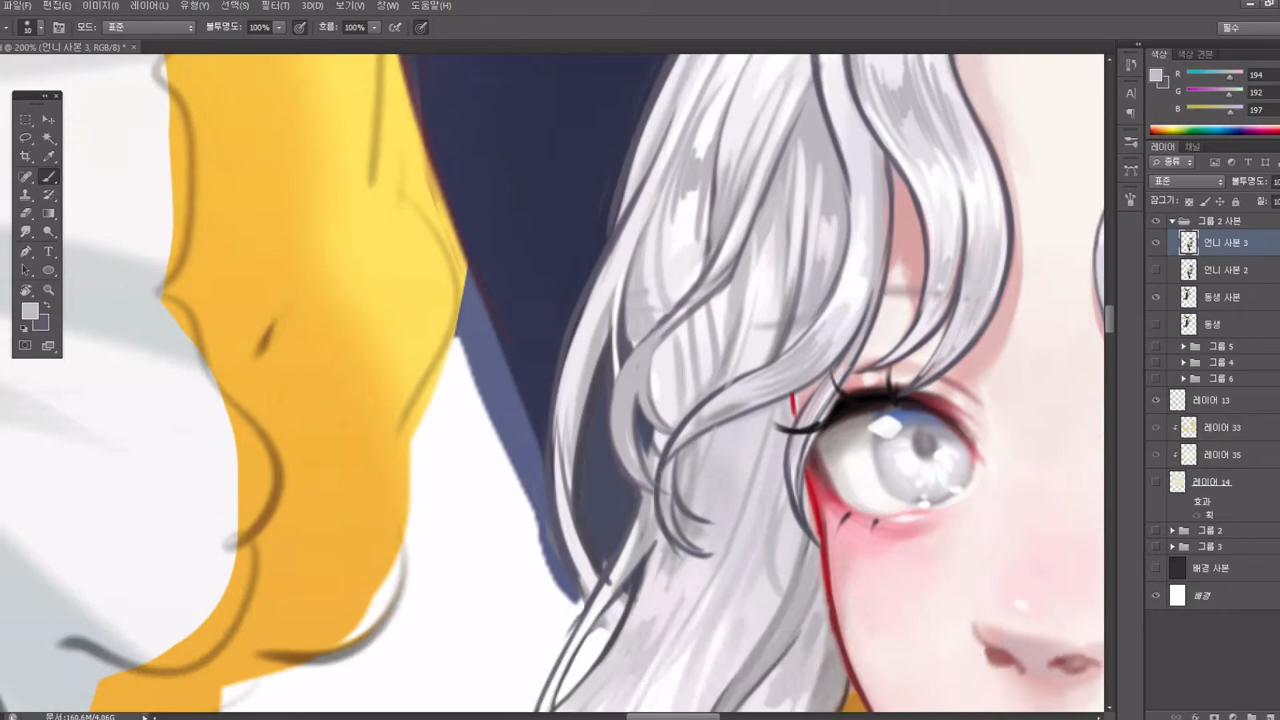 파일(F) 편집(E) 이미지(I) 레이어(L) 유형(Y) 선택(S) 필터(T) 3D(D) 보기(V) 창(W) 도움말(H)
10 모드: 표준 불투명도: 100% 흐름: 100% 필수
@ 200% (언니 사본 3, RGB/8) * ×
색상 색상 견본
R 194
G 192
B 197
레이어 채널
종류
표준 불투명도: 10
잠그기: 칠: 10
그룹 2 사본
언니 사본 3
언니 사본 2
동생 사본
동생
그룹 5
그룹 4
그룹 6
레이어 13
레이어 33
레이어 35
레이어 14
효과
획
그룹 2
그룹 3
배경 사본
배경
문서:160.6M/4.06G